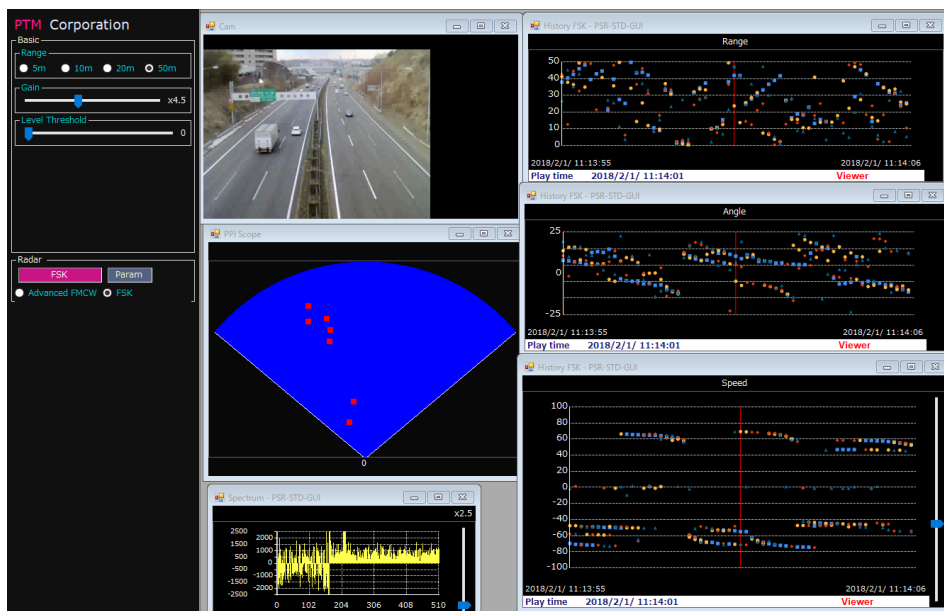 PTM Corporation
Basic
Range
5m 10m 20m 50m
Gain
x4.5
Level Threshold
0
Radar
FSK Param
Advanced FMCW FSK
Cam
PPI Scope
0
Spectrum - PSR-STD-GUI
x2.5
2500
1500
500
-500
-1500
-2500
2000
1000
0
-1000
-2000
0 102 204 306 408 510
History FSK - PSR-STD-GUI
Range
50
40
30
20
10
0
2018/2/1/ 11:13:55 2018/2/1/ 11:14:06
Play time 2018/2/1/ 11:14:01 Viewer
History FSK - PSR-STD-GUI
Angle
25
0
-25
2018/2/1/ 11:13:55 2018/2/1/ 11:14:06
Play time 2018/2/1/ 11:14:01 Viewer
History FSK - PSR-STD-GUI
Speed
100
80
60
40
20
0
-20
-40
-60
-80
-100
2018/2/1/ 11:13:55 2018/2/1/ 11:14:06
Play time 2018/2/1/ 11:14:01 Viewer